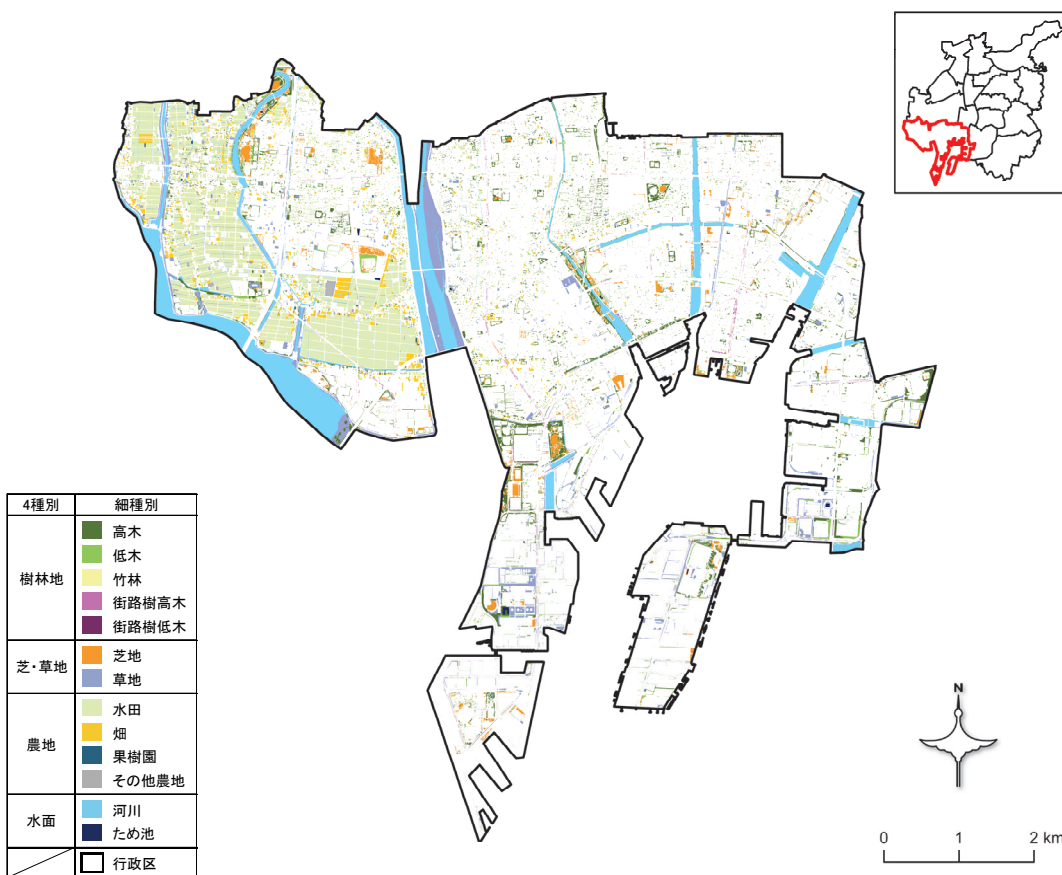 4種別 細種別
樹林地
高木
低木
竹林
街路樹高木
街路樹低木
芝・草地
芝地
草地
農地
水田
畑
果樹園
その他農地
水面
河川
ため池
行政区
N
0 1 2 km